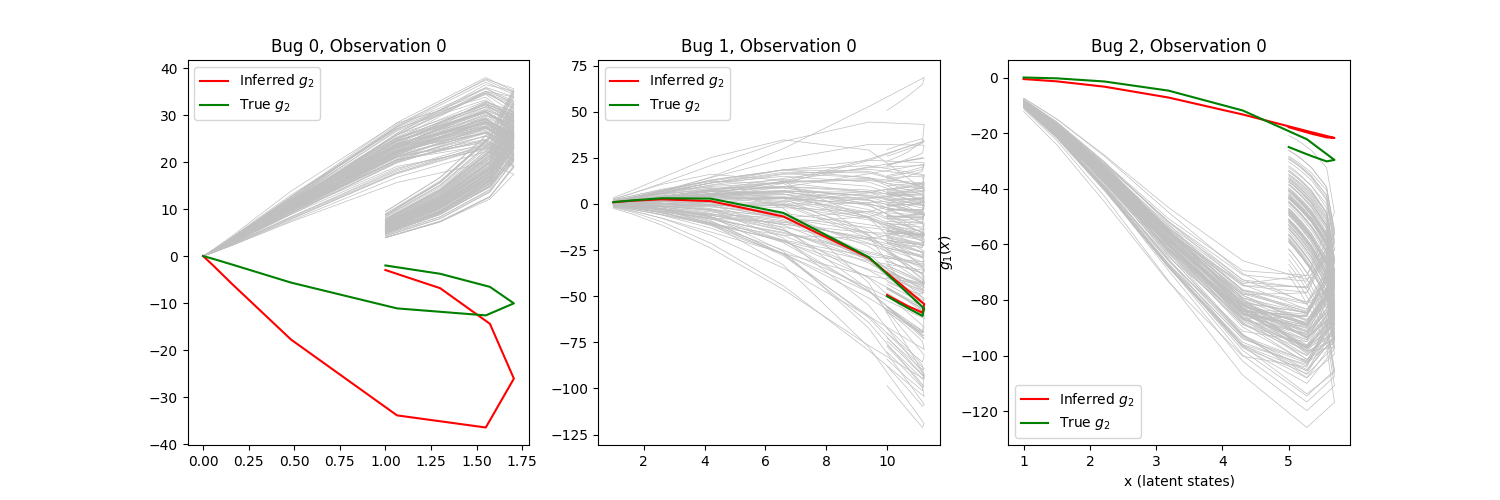 Bug 0, Observation 0
Inferred g₂
True g₂
40
30
20
10
0
−10
−20
−30
−40
0.00 0.25 0.50 0.75 1.00 1.25 1.50 1.75
Bug 1, Observation 0
Inferred g₂
True g₂
75
50
25
0
−25
−50
−75
−100
−125
2 4 6 8 10
Bug 2, Observation 0
g₁(x)
0
−20
−40
−60
−80
−100
−120
Inferred g₂
True g₂
1 2 3 4 5
x (latent states)